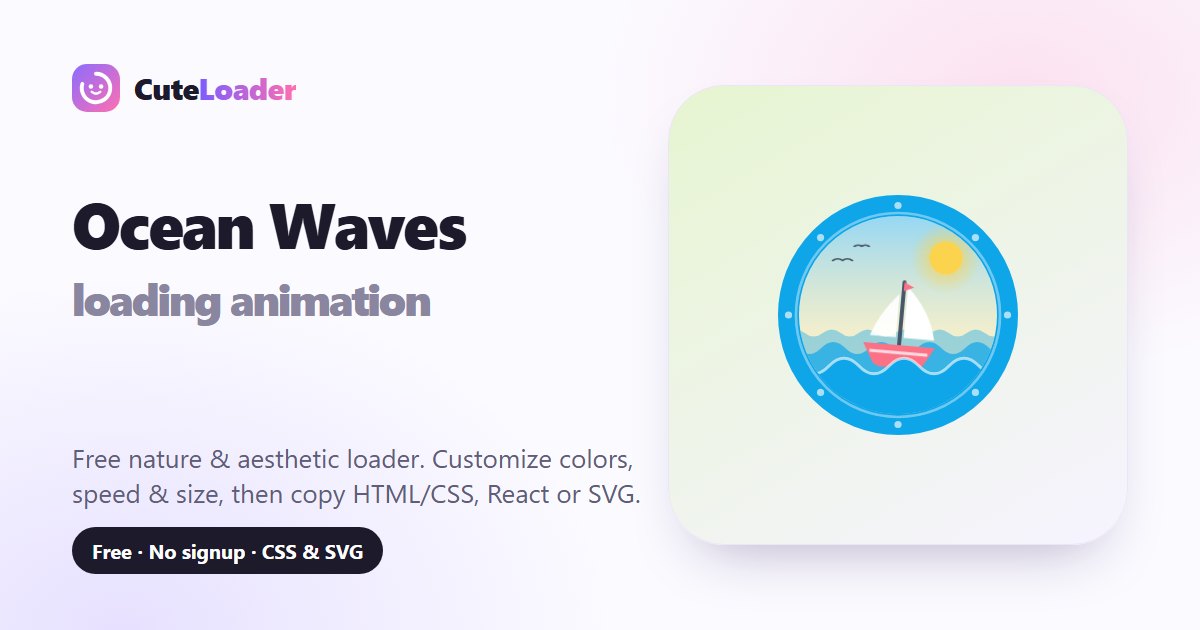 CuteLoader
Ocean Waves
loading animation
Free nature & aesthetic loader. Customize colors,
speed & size, then copy HTML/CSS, React or SVG.
Free · No signup · CSS & SVG